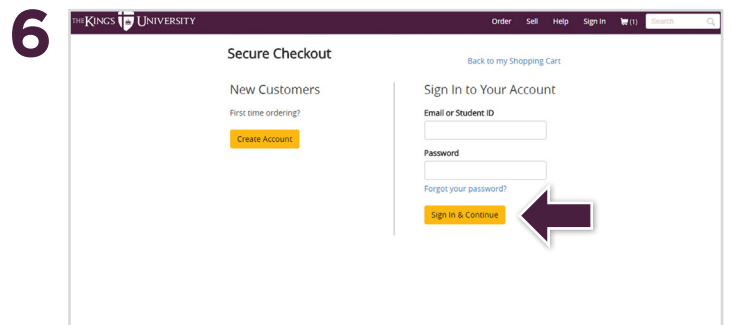 6
THE KING'S UNIVERSITY
Order Sell Help Sign In (1) Search
Secure Checkout
Back to my Shopping Cart
New Customers
First time ordering?
Create Account
Sign In to Your Account
Email or Student ID
Password
Forgot your password?
Sign In & Continue